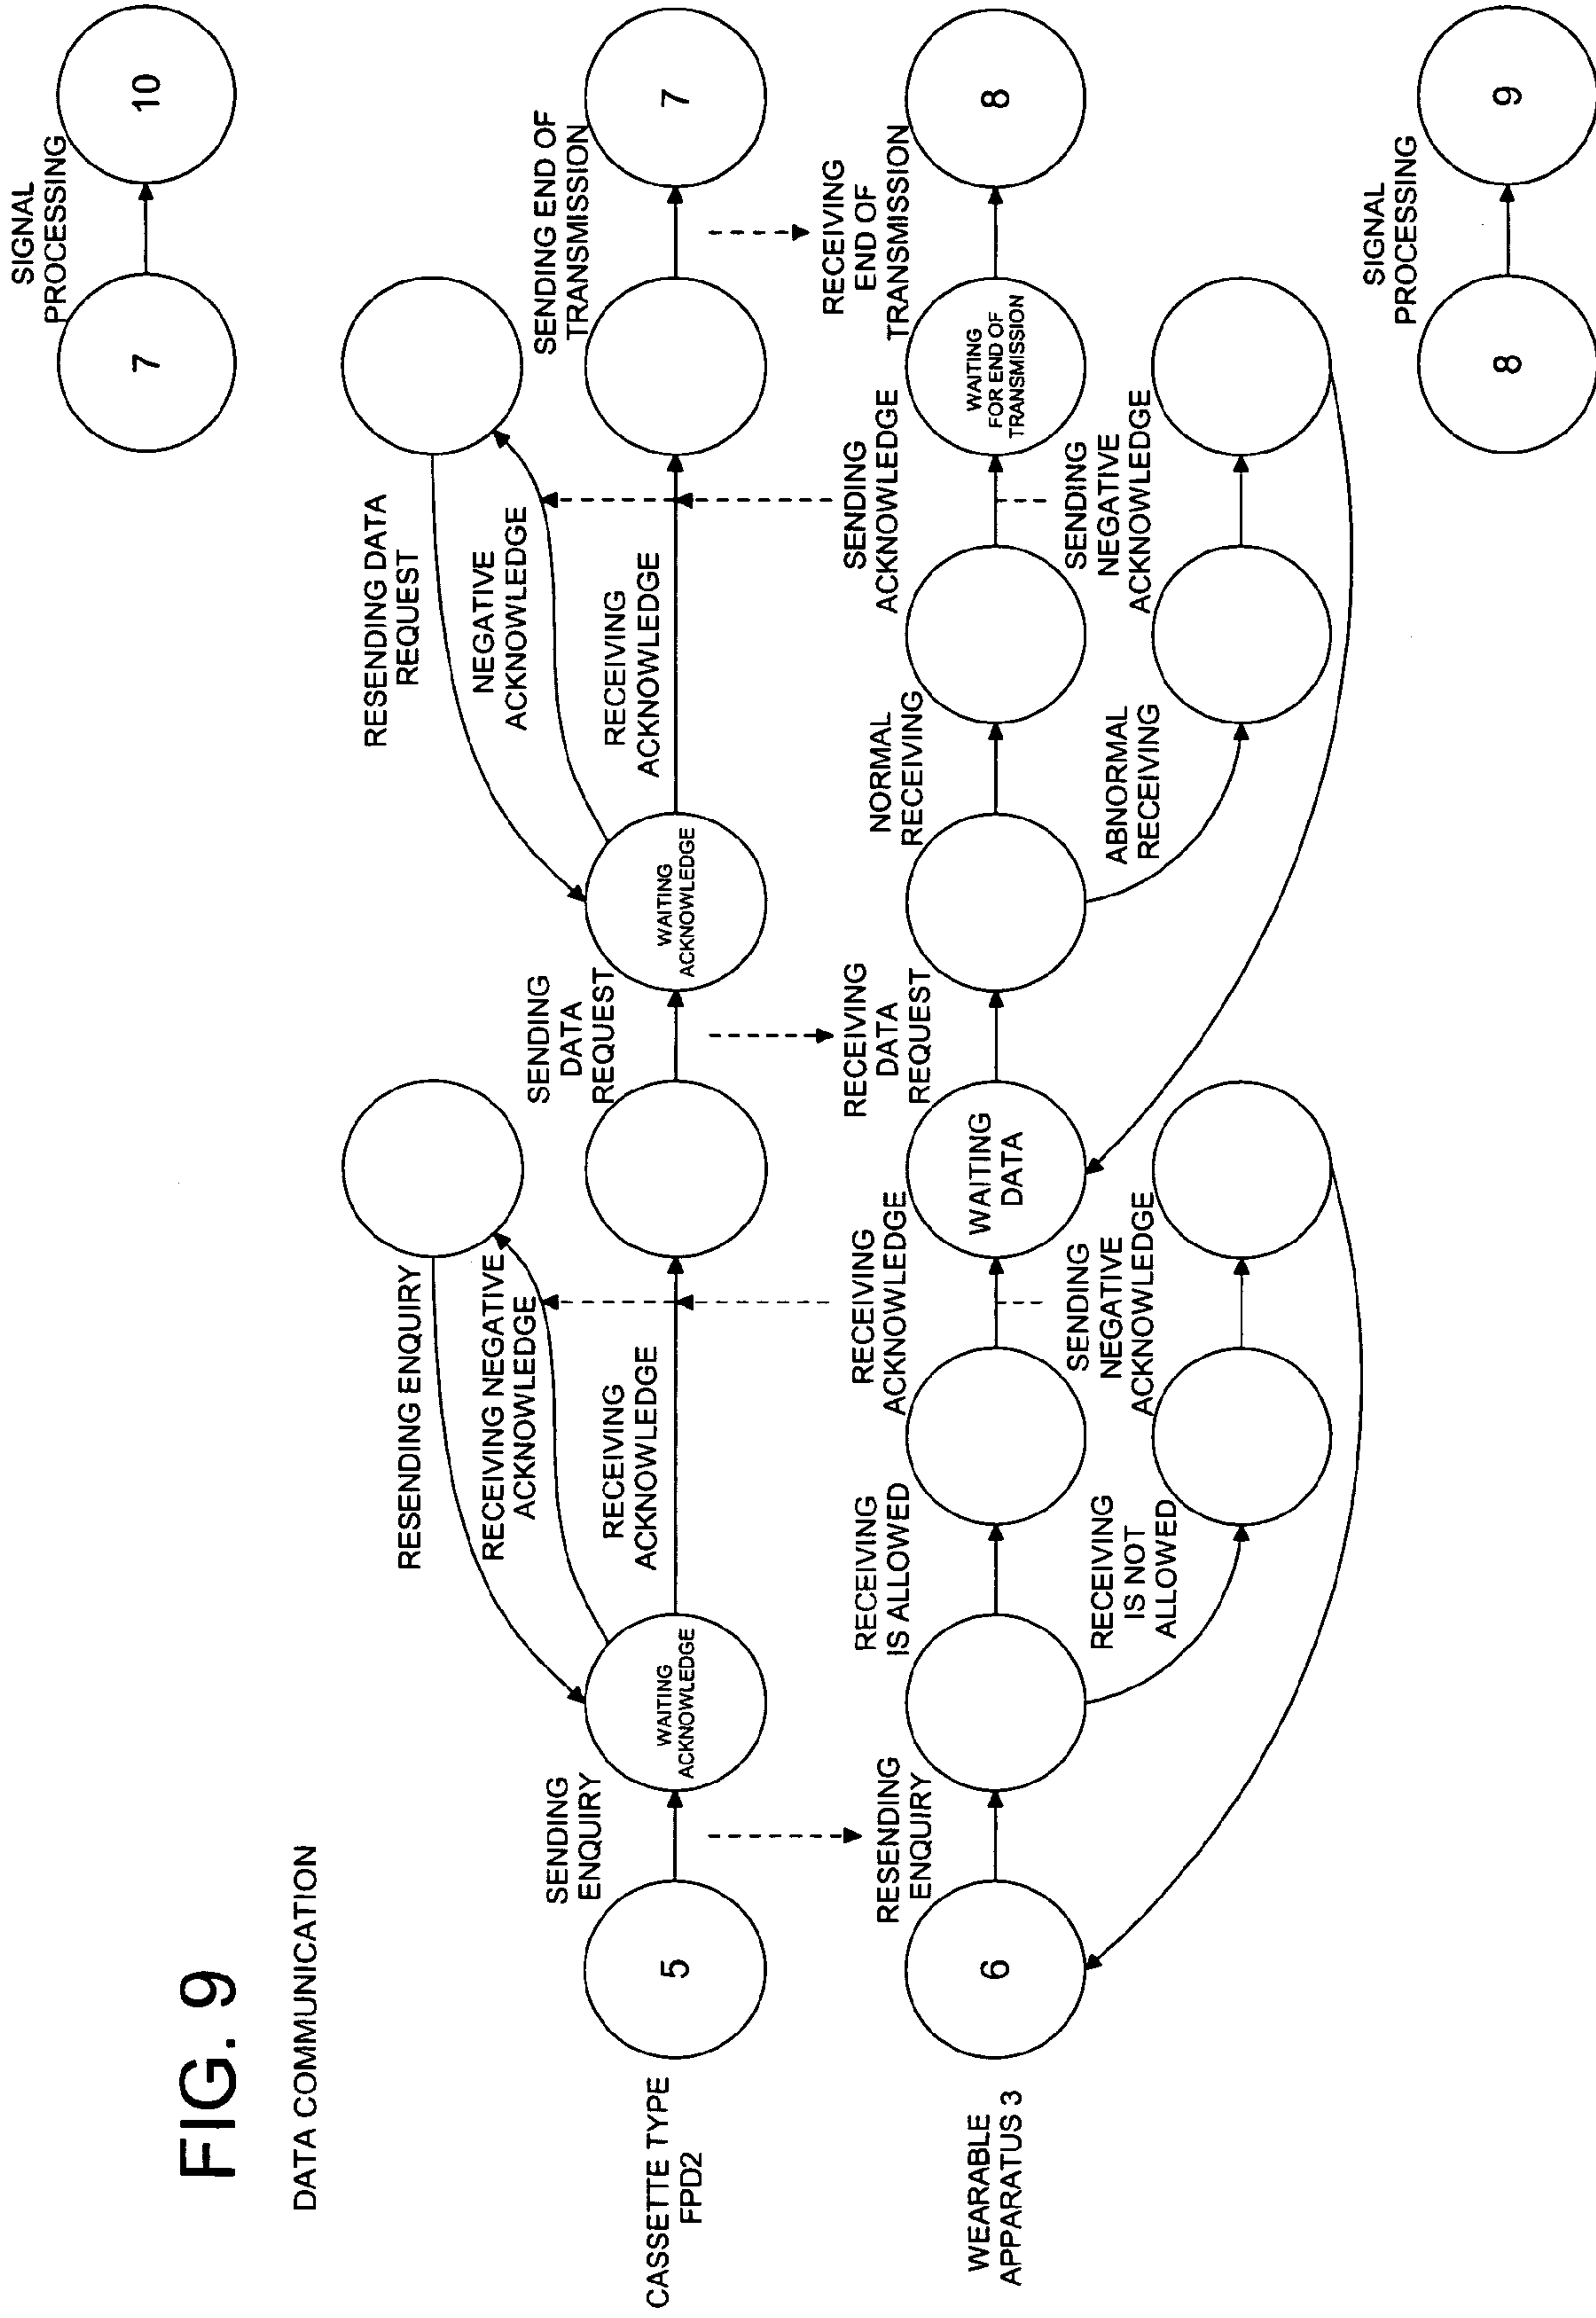 FIG. 9
DATA COMMUNICATION
SIGNAL
PROCESSING
7
10
RESENDING ENQUIRY
RECEIVING NEGATIVE
ACKNOWLEDGE
RECEIVING
ACKNOWLEDGE
RESENDING DATA
REQUEST
NEGATIVE
ACKNOWLEDGE
RECEIVING
ACKNOWLEDGE
CASSETTE TYPE
FPD2
5
SENDING
ENQUIRY
WAITING
ACKNOWLEDGE
SENDING
DATA
REQUEST
WAITING
ACKNOWLEDGE
SENDING END OF
TRANSMISSION
7
WEARABLE
APPARATUS 3
6
RESENDING
ENQUIRY
RECEIVING
IS ALLOWED
RECEIVING
ACKNOWLEDGE
WAITING
DATA
RECEIVING
DATA
REQUEST
NORMAL
RECEIVING
SENDING
ACKNOWLEDGE
WAITING
FOR END OF
TRANSMISSION
RECEIVING
END OF
TRANSMISSION
8
RECEIVING
IS NOT
ALLOWED
SENDING
NEGATIVE
ACKNOWLEDGE
ABNORMAL
RECEIVING
SENDING
NEGATIVE
ACKNOWLEDGE
SIGNAL
PROCESSING
8
9